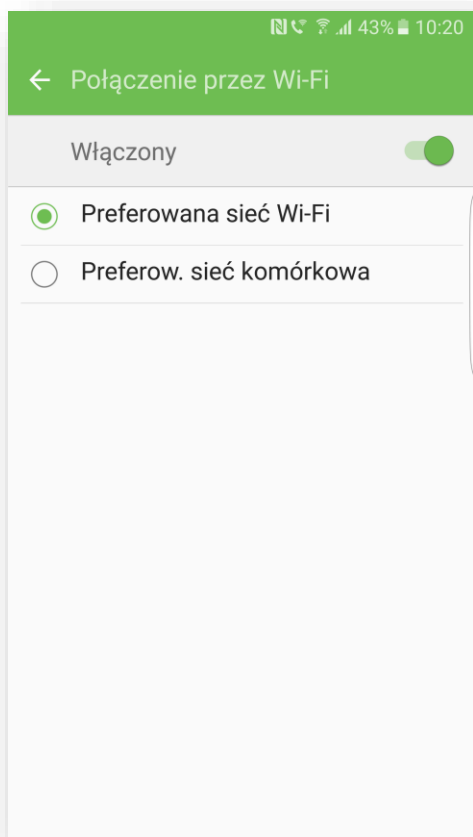 43% 10:20
Połączenie przez Wi-Fi
Włączony
Preferowana sieć Wi-Fi
Preferow. sieć komórkowa